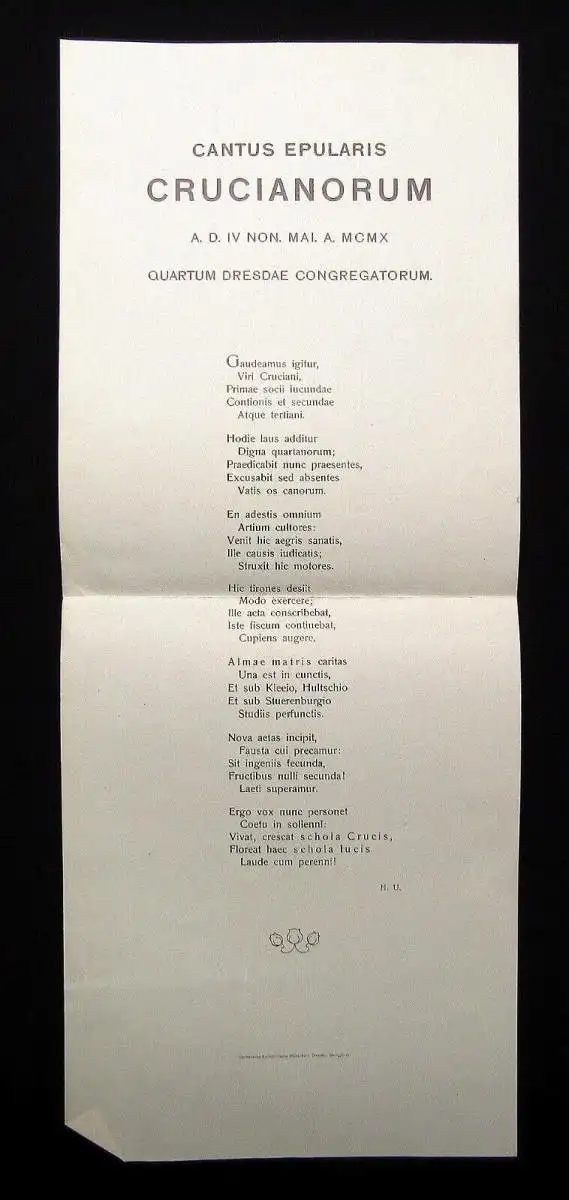 CANTUS EPULARIS
CRUCIANORUM
A. D. IV NON. MAI. A. MCMX
QUARTUM DRESDAE CONGREGATORUM.
Gaudeamus igitur,
Viri Cruciani,
Primae socii iucundae
Contionis et secundae
Atque tertiani.
Hodie laus additur
Digna quartanorum;
Praedicabit nunc praesentes,
Excusabit sed absentes
Vatis os canorum.
En adestis omnium
Artium cultores:
Venit hic aegris sanatis,
Ille causis iudicatis;
Struxit hic motores.
Hic tirones desiit
Modo exercere;
Ille acta conscribebat,
Iste fiscum continebat,
Cupiens augere.
Almae matris caritas
Una est in cunctis,
Et sub Kleeio, Hultschio
Et sub Stuerenburgio
Studiis perfunctis.
Nova aetas incipit,
Fausta cui precamur:
Sit ingeniis fecunda,
Fructibus nulli secunda!
Laeti superamur.
Ergo vox nunc personet
Coetu in sollenni:
Vivat, crescat schola Crucis,
Floreat haec schola lucis
Laude cum perenni!
H. U.